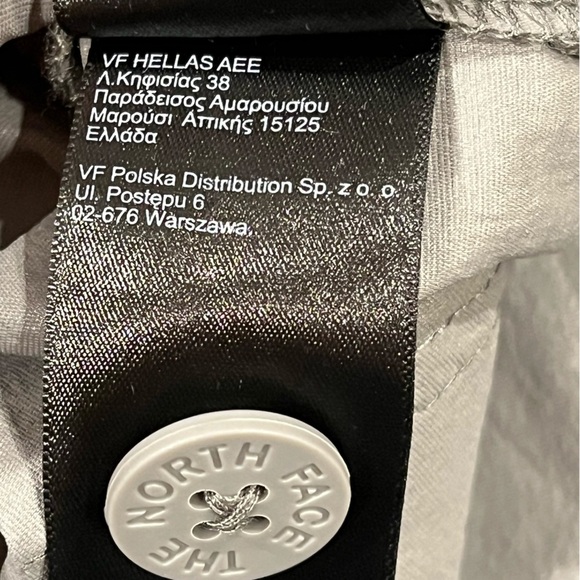 VF HELLAS AEE
Λ.Κηφισίας 38
Παράδεισος Αμαρουσίου
Μαρούσι Αττικής 15125
Ελλάδα
VF Polska Distribution Sp. z o o
Ul. Postępu 6
02-676 Warszawa.
THE NORTH FACE